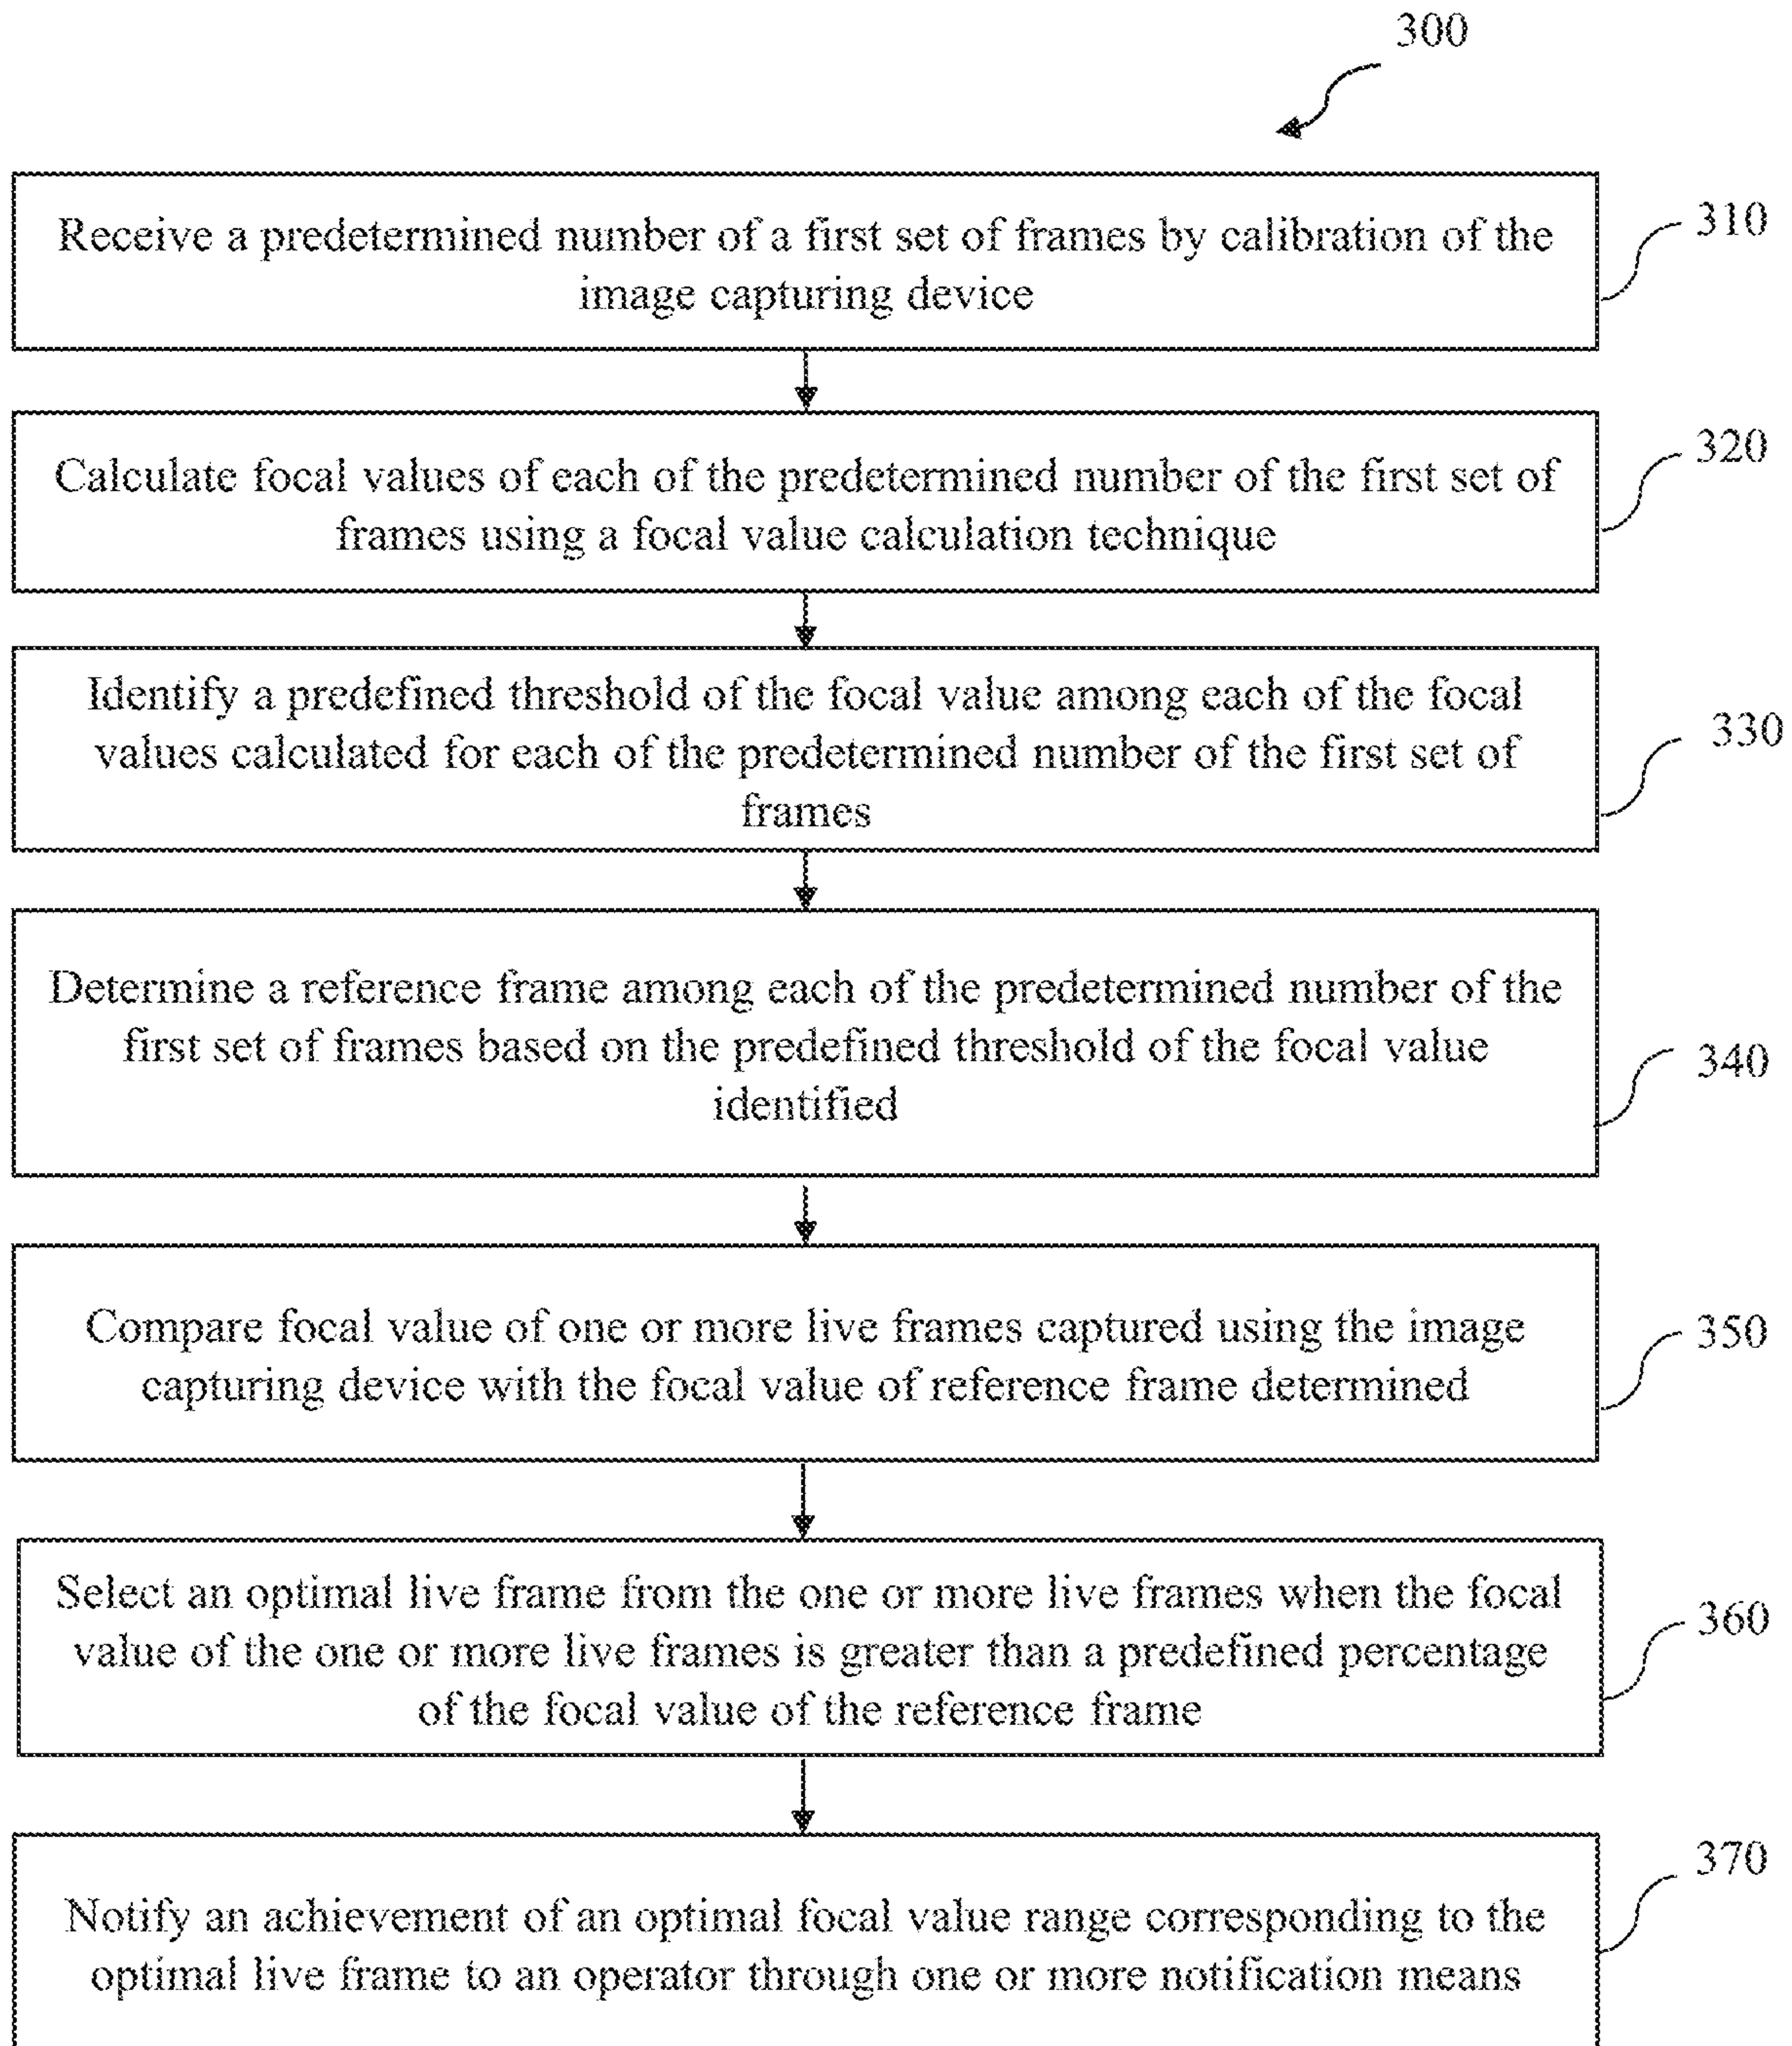 300
Receive a predetermined number of a first set of frames by calibration of the
image capturing device
310
Calculate focal values of each of the predetermined number of the first set of
frames using a focal value calculation technique
320
Identify a predefined threshold of the focal value among each of the focal
values calculated for each of the predetermined number of the first set of
frames
330
Determine a reference frame among each of the predetermined number of the
first set of frames based on the predefined threshold of the focal value
identified
340
Compare focal value of one or more live frames captured using the image
capturing device with the focal value of reference frame determined
350
Select an optimal live frame from the one or more live frames when the focal
value of the one or more live frames is greater than a predefined percentage
of the focal value of the reference frame
360
Notify an achievement of an optimal focal value range corresponding to the
optimal live frame to an operator through one or more notification means
370